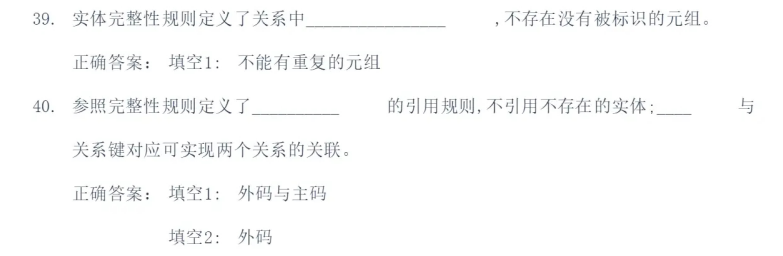 39. 实体完整性规则定义了关系中________________ ,不存在没有被标识的元组。
正确答案: 填空1: 不能有重复的元组
40. 参照完整性规则定义了__________ 的引用规则,不引用不存在的实体;____ 与
关系键对应可实现两个关系的关联。
正确答案: 填空1: 外码与主码
填空2: 外码